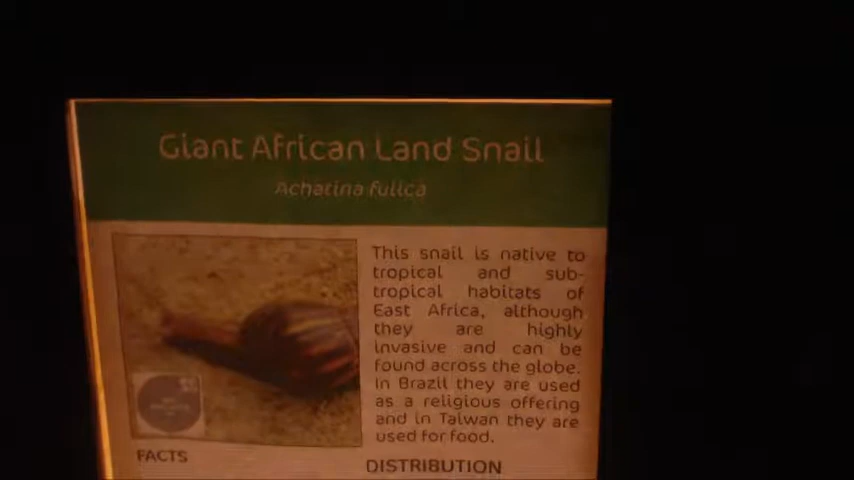 Giant African Land Snail
Achatina fulica
This snail is native to
tropical and sub-
tropical habitats of
East Africa, although
they are highly
invasive and can be
found across the globe.
In Brazil they are used
as a religious offering
and in Taiwan they are
used for food.
FACTS
DISTRIBUTION